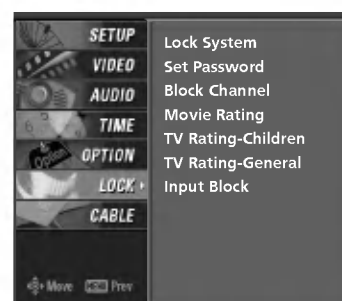 SETUP
VIDEO
AUDIO
TIME
OPTION
LOCK
CABLE
Move Prev
Lock System
Set Password
Block Channel
Movie Rating
TV Rating-Children
TV Rating-General
Input Block